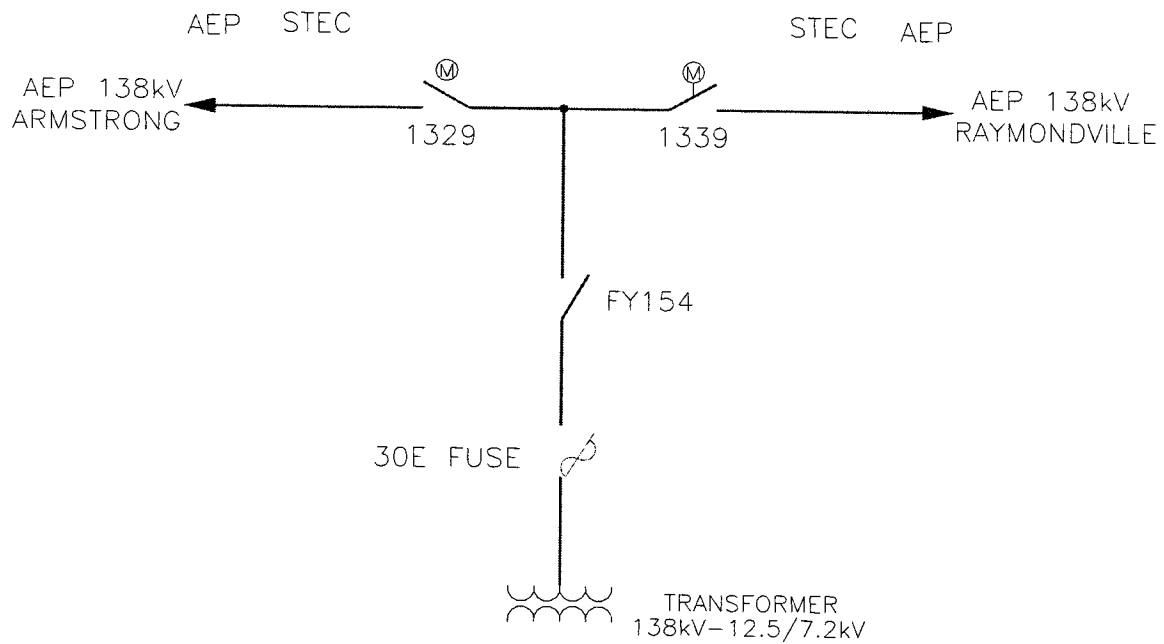 AEP STEC
STEC AEP
M
M
AEP 138kV
ARMSTRONG
AEP 138kV
RAYMONDVILLE
1329
1339
FY154
30E FUSE
TRANSFORMER
138kV-12.5/7.2kV